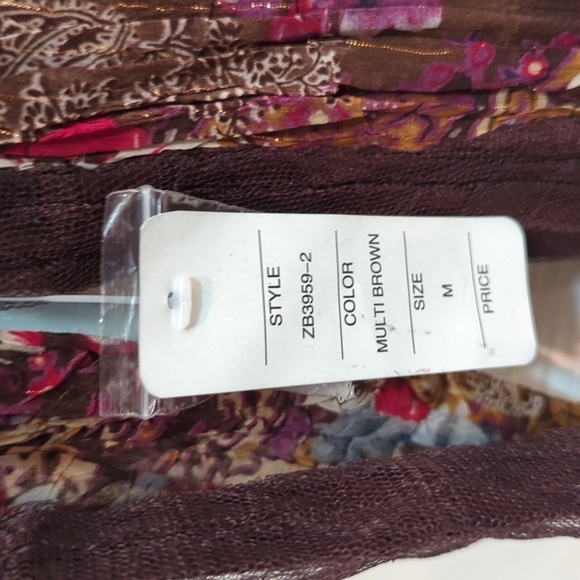 STYLE
ZB3959-2
COLOR
MULTI BROWN
SIZE
M
PRICE